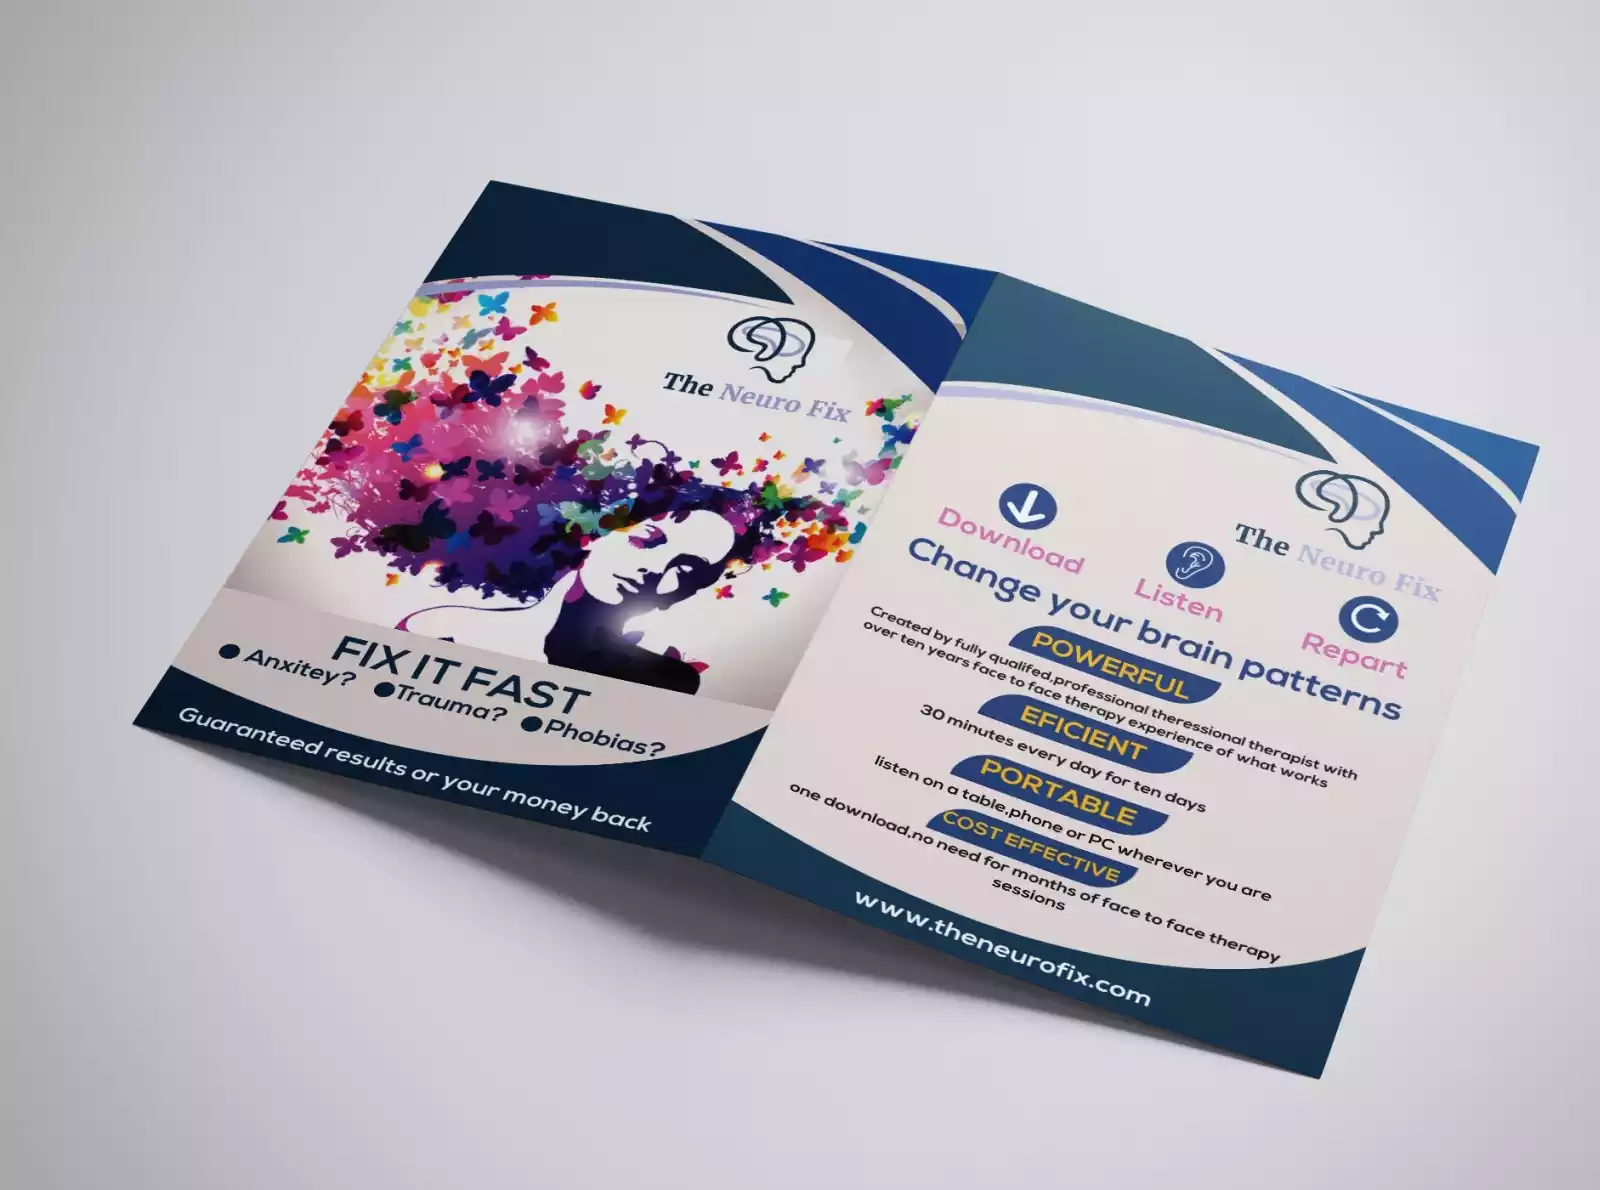 The Neuro Fix
FIX IT FAST
Anxitey?
Trauma?
Phobias?
Guaranteed results or your money back
The Neuro Fix
Download
Listen
Repart
Change your brain patterns
POWERFUL
Created by fully qualifed,professional theressional therapist with
over ten years face to face therapy experience of what works
EFICIENT
30 minutes every day for ten days
PORTABLE
listen on a table,phone or PC wherever you are
COST EFFECTIVE
one download,no need for months of face to face therapy
sessions
www.theneurofix.com